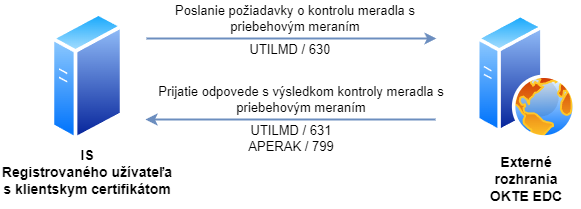 Poslanie požiadavky o kontrolu meradla s
priebehovým meraním
UTILMD / 630
Prijatie odpovede s výsledkom kontroly meradla s
priebehovým meraním
UTILMD / 631
APERAK / 799
IS
Registrovaného užívateľa
s klientskym certifikátom
Externé
rozhrania
OKTE EDC